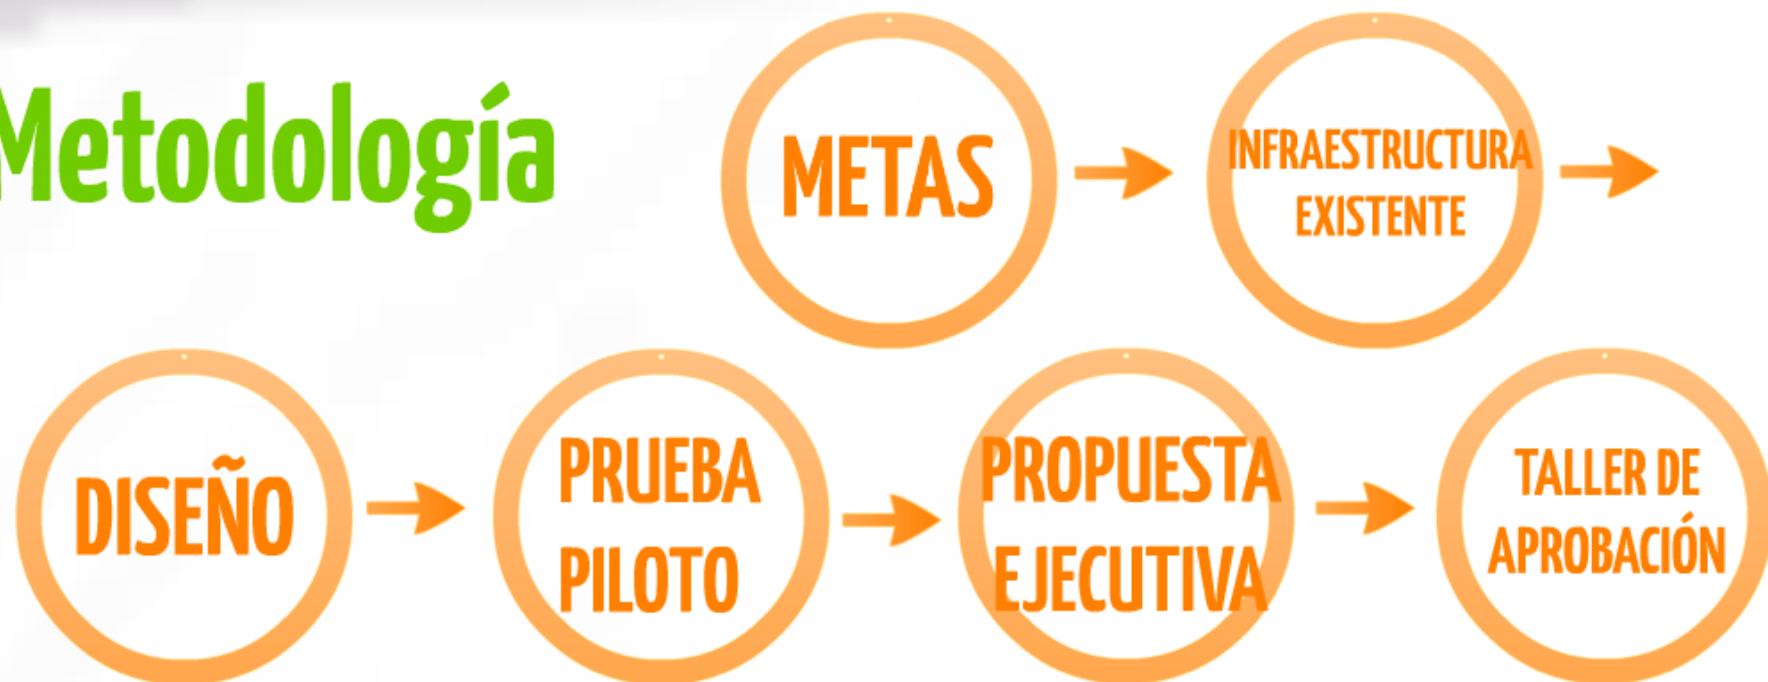 Metodología
METAS
INFRAESTRUCTURA
EXISTENTE
DISEÑO
PRUEBA
PILOTO
PROPUESTA
EJECUTIVA
TALLER DE
APROBACIÓN